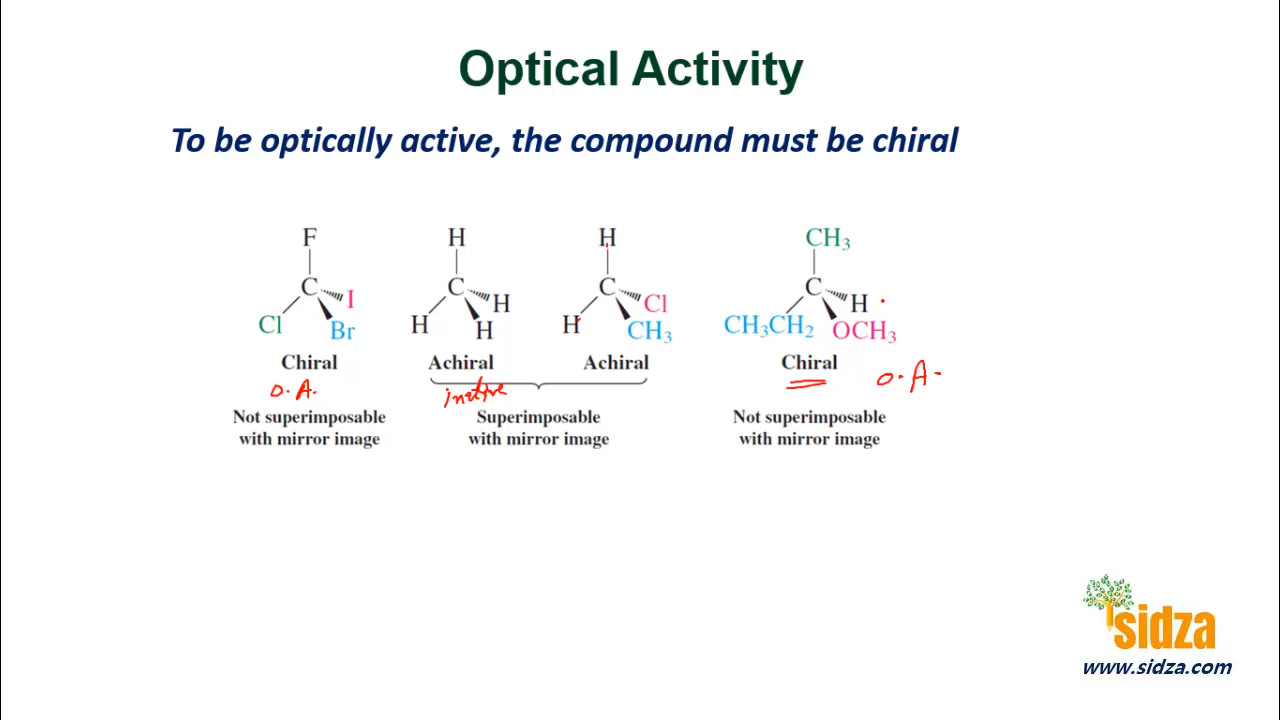 Optical Activity
To be optically active, the compound must be chiral
F H H CH₃
C I C H C Cl C H
Cl Br H H H CH₃ CH₃CH₂ OCH₃
Chiral Achiral Achiral Chiral
O.A. inactive O.A.
Not superimposable Superimposable Not superimposable
with mirror image with mirror image with mirror image
sidza
www.sidza.com